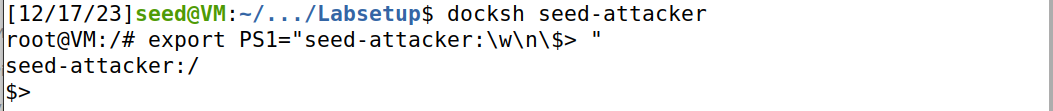 [12/17/23]seed@VM:~/.../Labsetup$ docksh seed-attacker
root@VM:/# export PS1="seed-attacker:\w\n\$> "
seed-attacker:/
$>